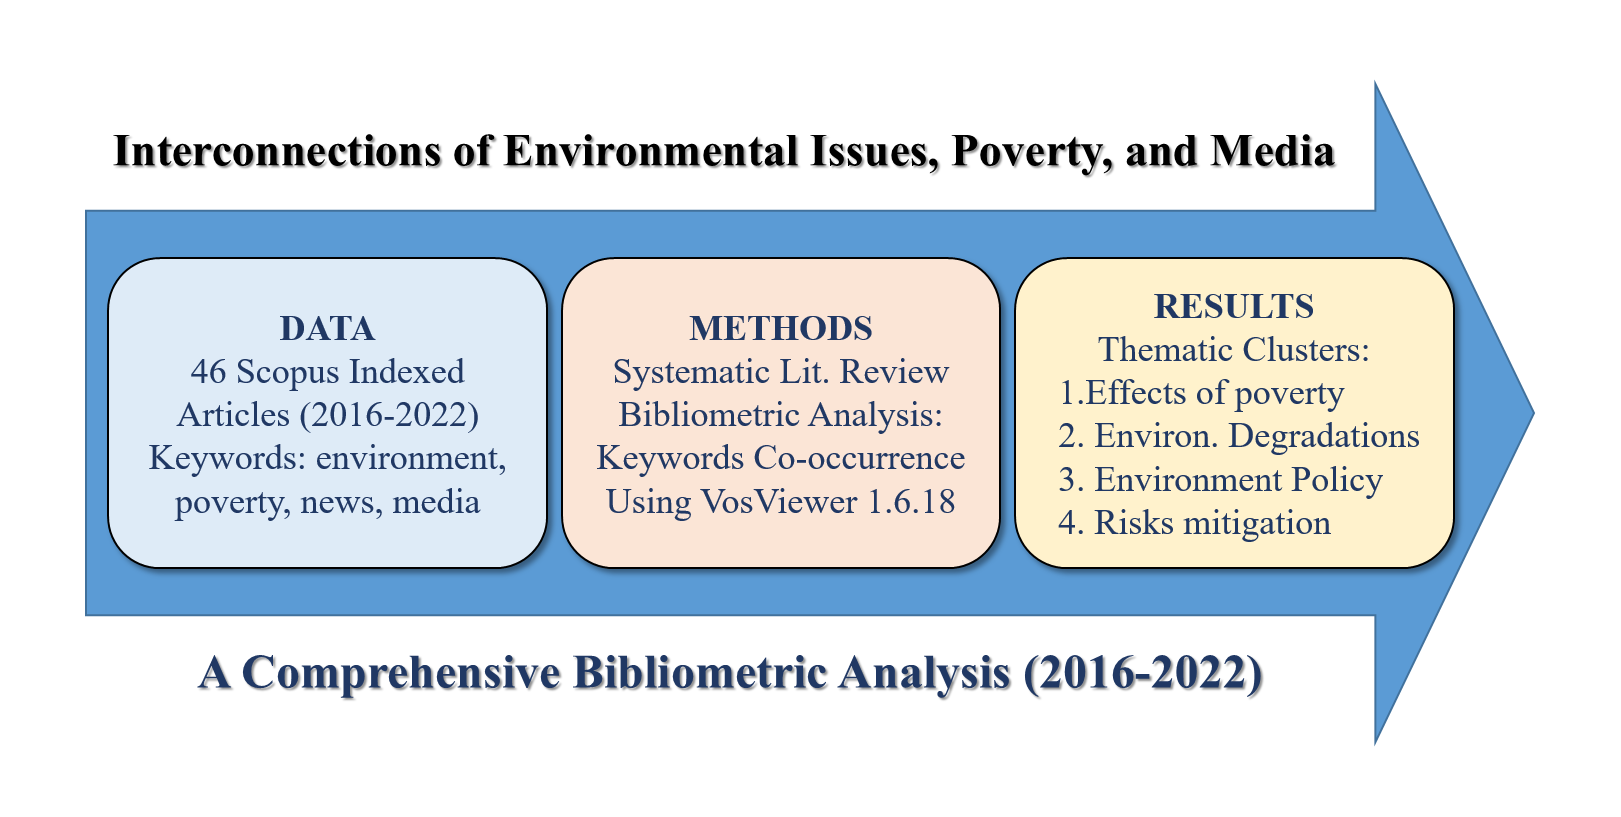 Interconnections of Environmental Issues, Poverty, and Media
DATA
46 Scopus Indexed
Articles (2016-2022)
Keywords: environment,
poverty, news, media
METHODS
Systematic Lit. Review
Bibliometric Analysis:
Keywords Co-occurrence
Using VosViewer 1.6.18
RESULTS
Thematic Clusters:
1.Effects of poverty
2. Environ. Degradations
3. Environment Policy
4. Risks mitigation
A Comprehensive Bibliometric Analysis (2016-2022)